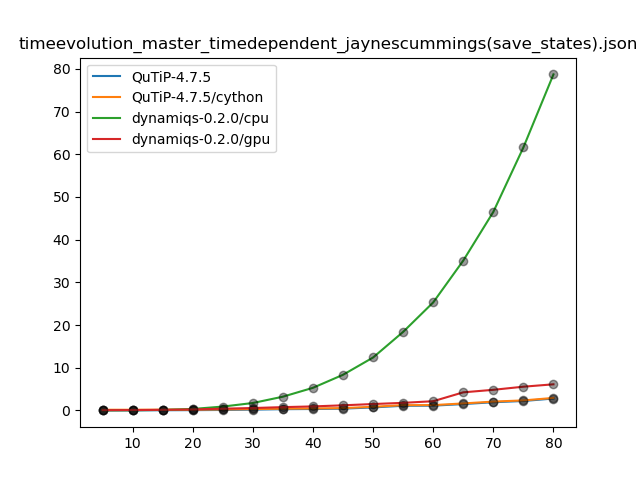 timeevolution_master_timedependent_jaynescummings(save_states).json
QuTiP-4.7.5
QuTiP-4.7.5/cython
dynamiqs-0.2.0/cpu
dynamiqs-0.2.0/gpu
80
70
60
50
40
30
20
10
0
10 20 30 40 50 60 70 80